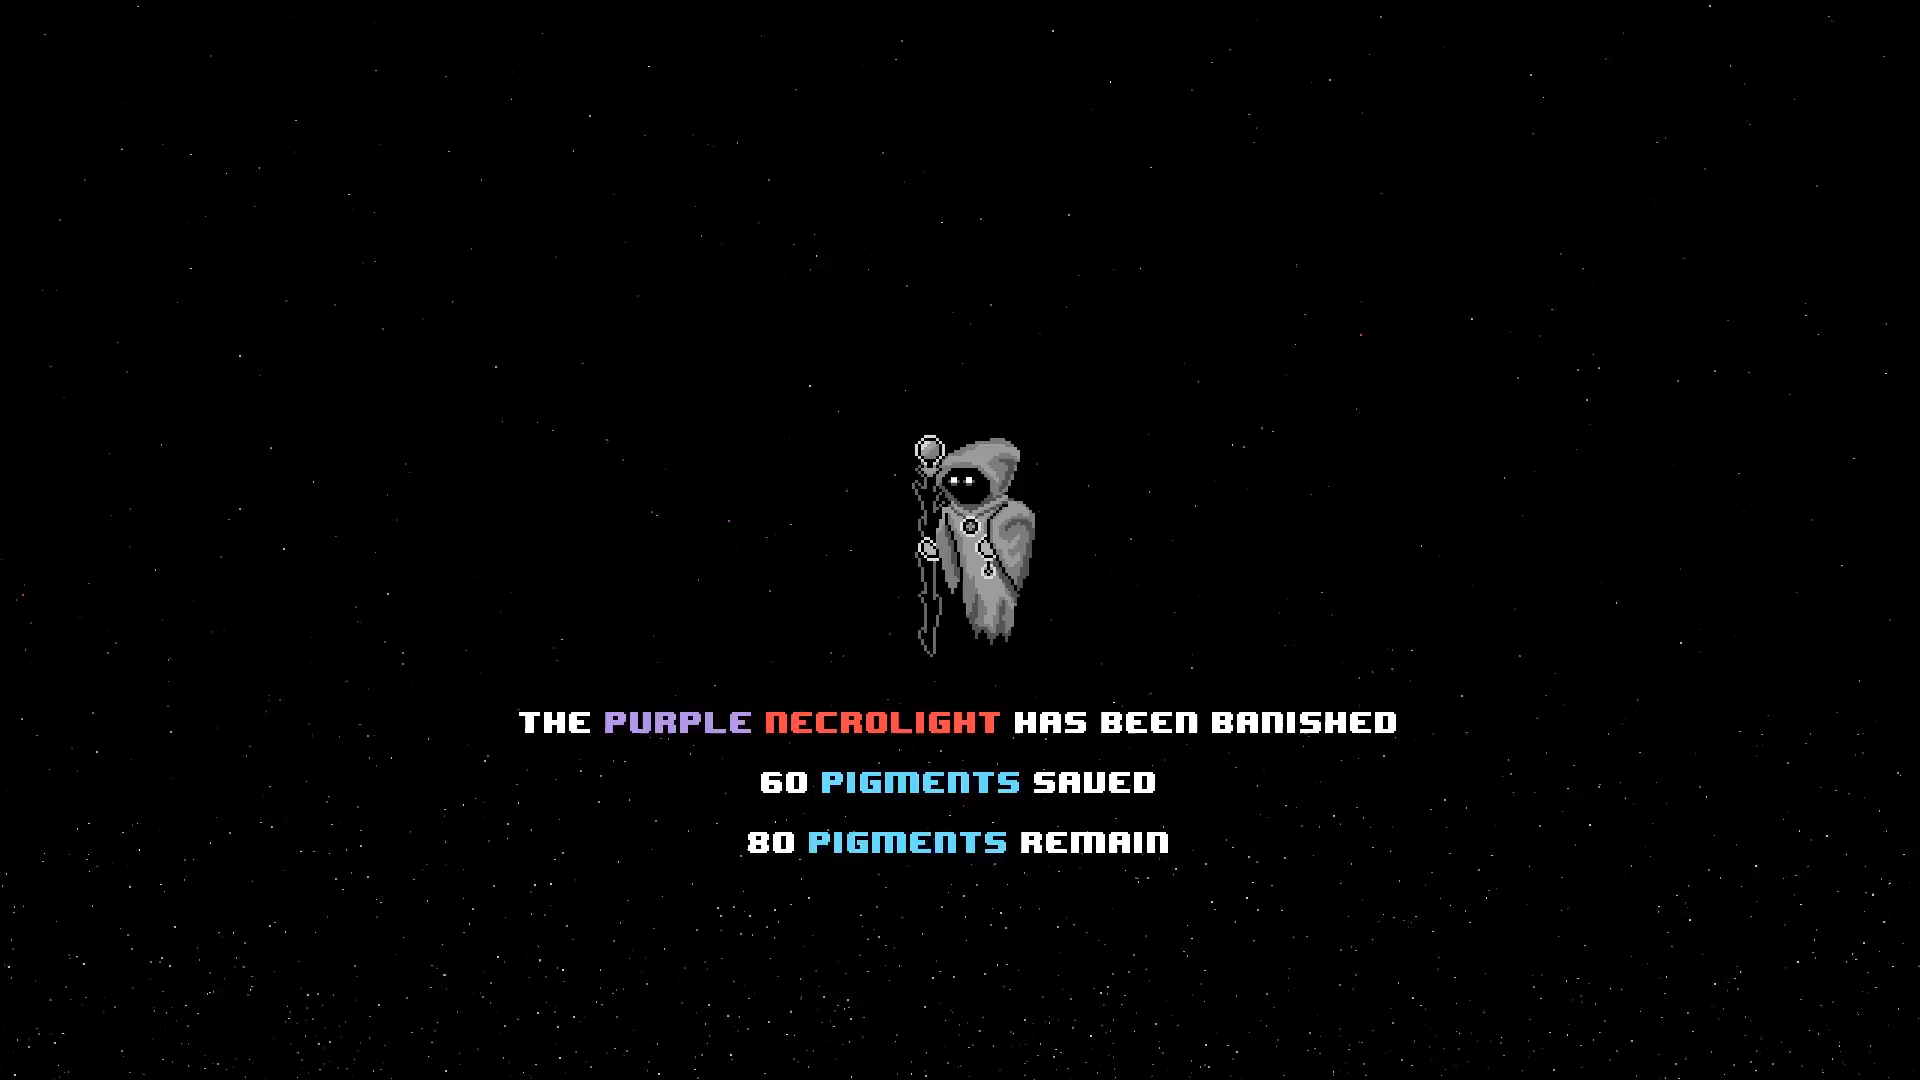 THE PURPLE NECROLIGHT HAS BEEN BANISHED
60 PIGMENTS SAVED
80 PIGMENTS REMAIN